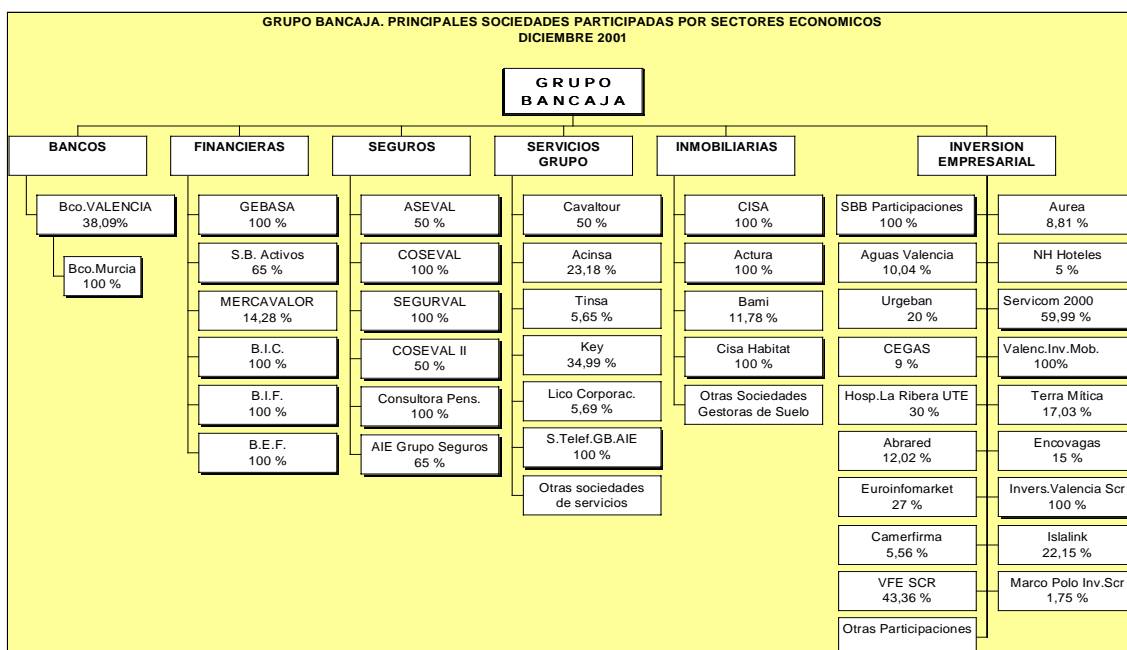 GRUPO BANCAJA. PRINCIPALES SOCIEDADES PARTICIPADAS POR SECTORES ECONOMICOS
DICIEMBRE 2001
GRUPO
BANCAJA
BANCOS
Bco.VALENCIA
38,09%
Bco.Murcia
100 %
FINANCIERAS
GEBASA
100 %
S.B. Activos
65 %
MERCAVALOR
14,28 %
B.I.C.
100 %
B.I.F.
100 %
B.E.F.
100 %
SEGUROS
ASEVAL
50 %
COSEVAL
100 %
SEGURVAL
100 %
COSEVAL II
50 %
Consultora Pens.
100 %
AIE Grupo Seguros
65 %
SERVICIOS
GRUPO
Cavaltour
50 %
Acinsa
23,18 %
Tinsa
5,65 %
Key
34,99 %
Lico Corporac.
5,69 %
S.Telef.GB.AIE
100 %
Otras sociedades
de servicios
INMOBILIARIAS
CISA
100 %
Actura
100 %
Bami
11,78 %
Cisa Habitat
100 %
Otras Sociedades
Gestoras de Suelo
INVERSION
EMPRESARIAL
SBB Participaciones
100 %
Aguas Valencia
10,04 %
Urgeban
20 %
CEGAS
9 %
Hosp.La Ribera UTE
30 %
Abrared
12,02 %
Euroinfomarket
27 %
Camerfirma
5,56 %
VFE SCR
43,36 %
Otras Participaciones
Aurea
8,81 %
NH Hoteles
5 %
Servicom 2000
59,99 %
Valenc.Inv.Mob.
100%
Terra Mítica
17,03 %
Encovagas
15 %
Invers.Valencia Scr
100 %
Islalink
22,15 %
Marco Polo Inv.Scr
1,75 %